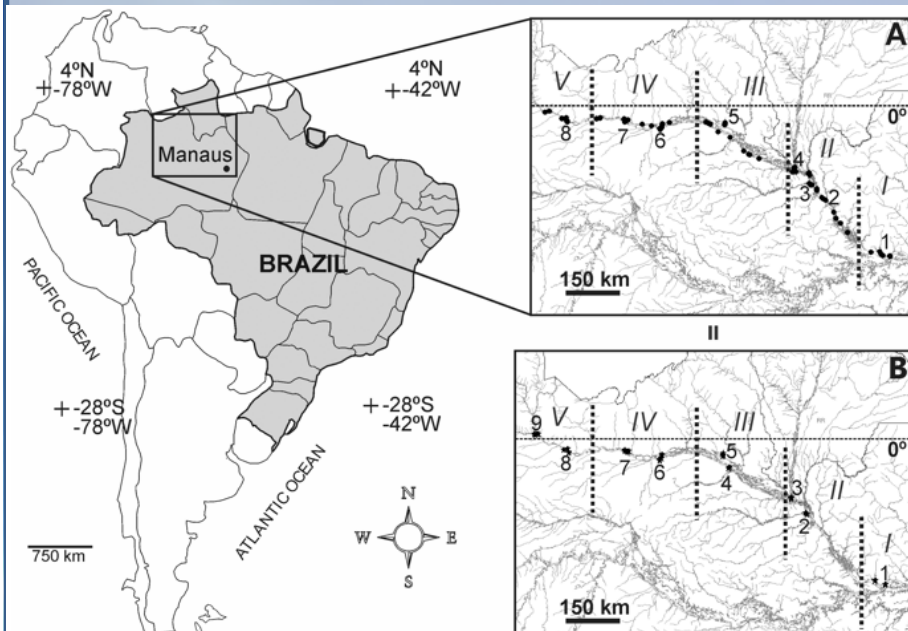 4ºN
+-78ºW
4ºN
+-42ºW
Manaus
BRAZIL
PACIFIC OCEAN
ATLANTIC OCEAN
+-28ºS
-78ºW
+-28ºS
-42ºW
750 km
N
W
E
S
A
V
IV
III
II
I
0º
8
7
6
5
4
3
2
1
150 km
II
B
V
IV
III
II
I
0º
9
8
7
6
5
4
3
2
1
150 km